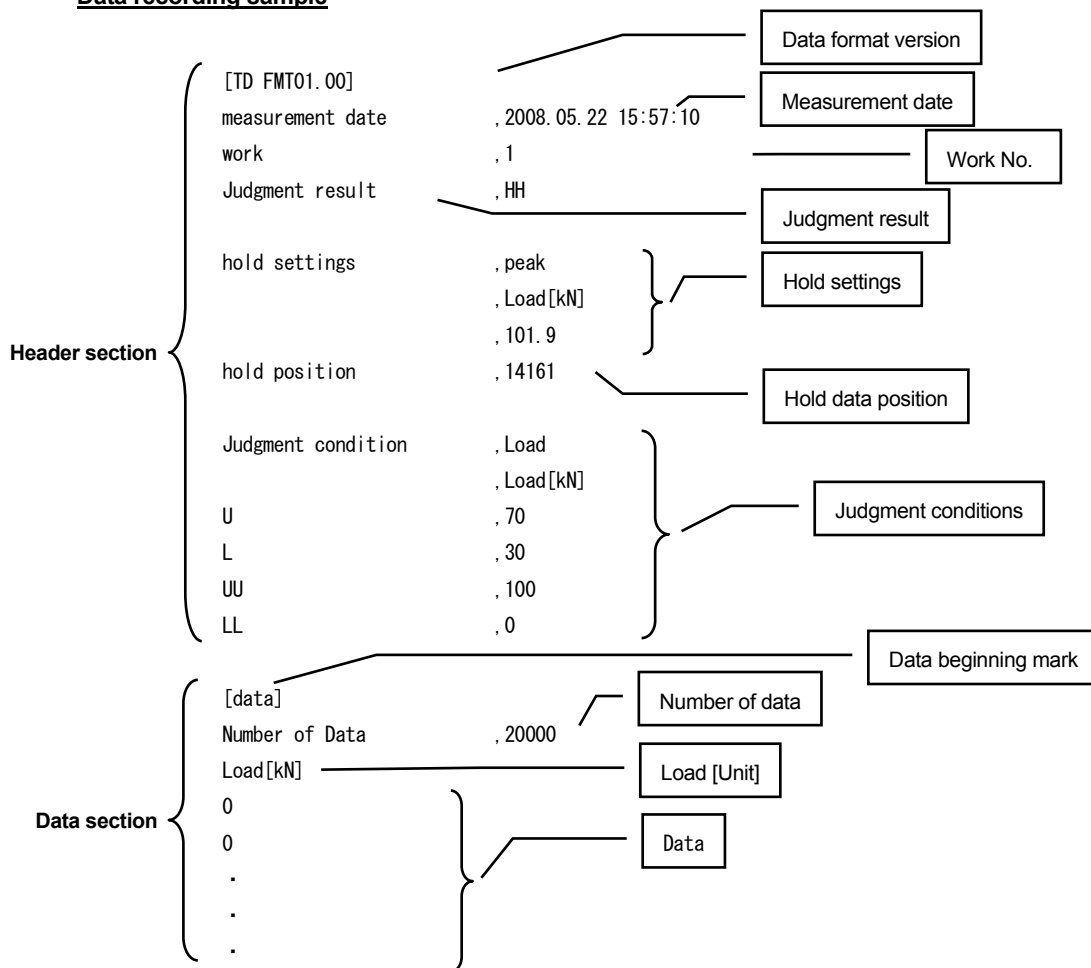 Data recording sample
Data format version
[TD FMT01.00]
measurement date ,2008.05.22 15:57:10 Measurement date
work ,1 Work No.
Judgment result ,HH Judgment result
hold settings ,peak Hold settings
,Load[kN]
,101.9
Header section
hold position ,14161 Hold data position
Judgment condition ,Load
,Load[kN]
U ,70 Judgment conditions
L ,30
UU ,100
LL ,0
Data beginning mark
[data] Number of data
Number of Data ,20000
Load[kN] Load [Unit]
0
Data section
0 Data
.
.
.